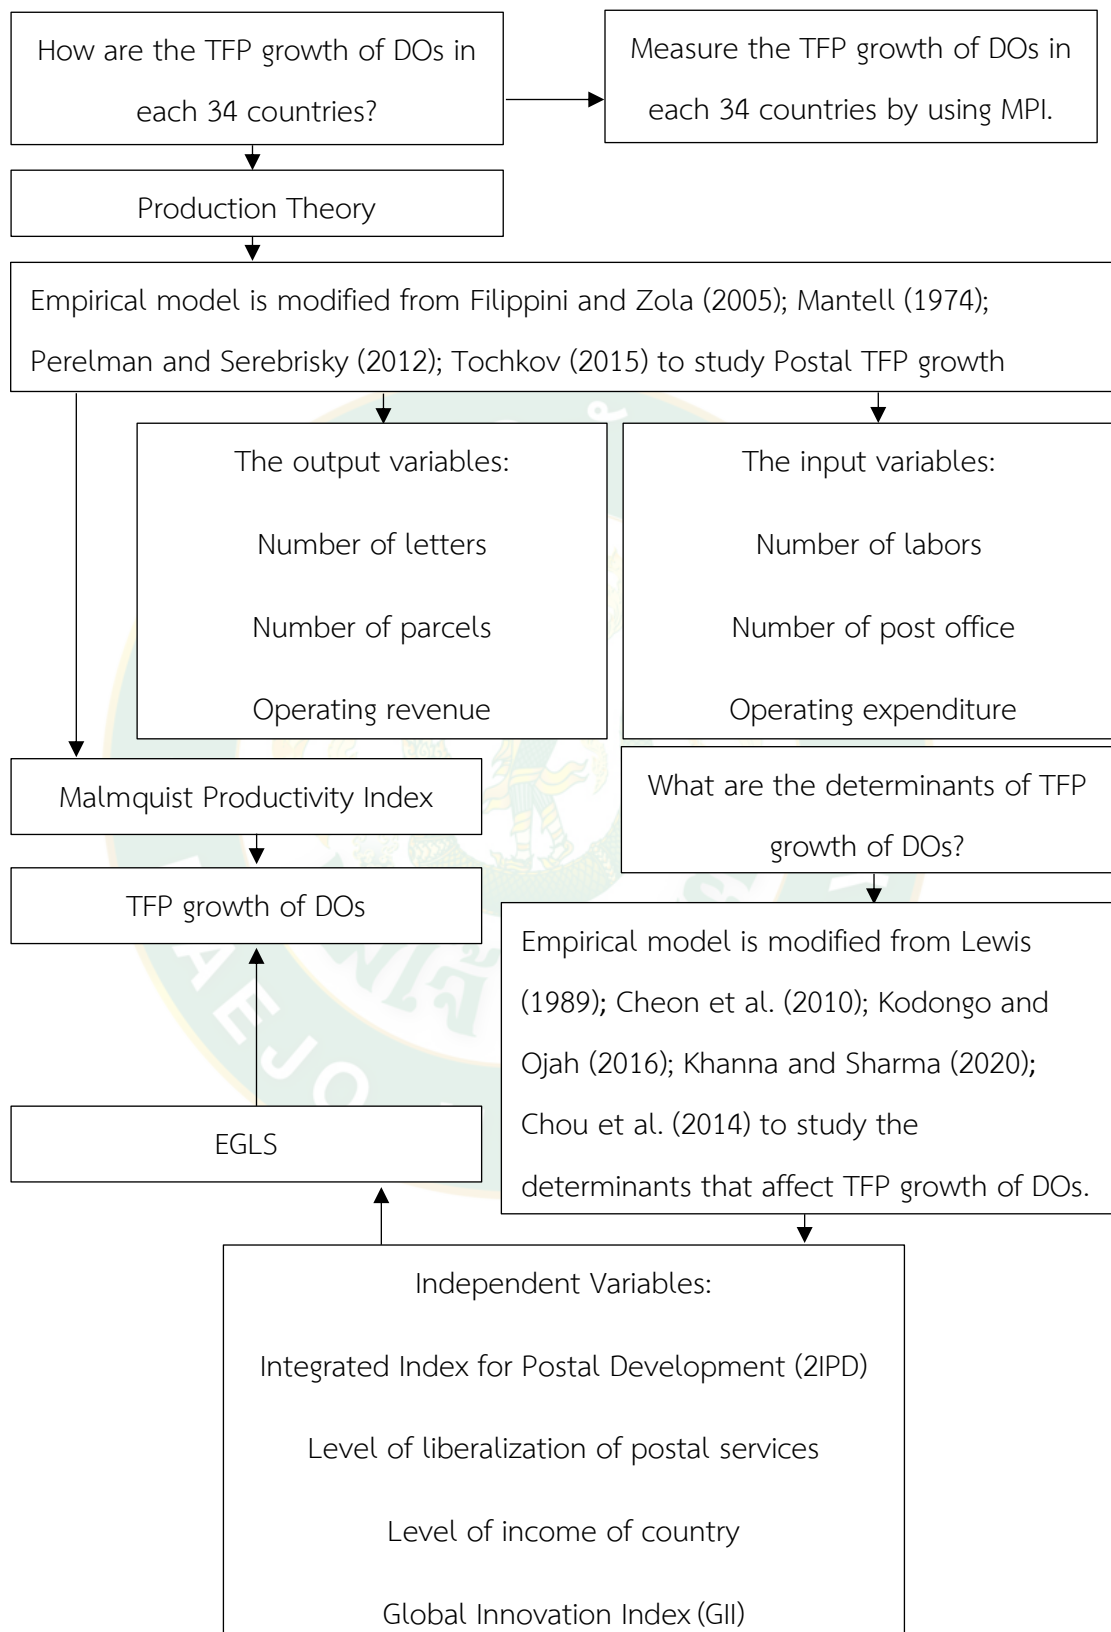 How are the TFP growth of DOs in
each 34 countries?
Measure the TFP growth of DOs in
each 34 countries by using MPI.
Production Theory
Empirical model is modified from Filippini and Zola (2005); Mantell (1974);
Perelman and Serebrisky (2012); Tochkov (2015) to study Postal TFP growth
The output variables:
Number of letters
Number of parcels
Operating revenue
The input variables:
Number of labors
Number of post office
Operating expenditure
Malmquist Productivity Index
TFP growth of DOs
What are the determinants of TFP
growth of DOs?
Empirical model is modified from Lewis
(1989); Cheon et al. (2010); Kodongo and
Ojah (2016); Khanna and Sharma (2020);
Chou et al. (2014) to study the
determinants that affect TFP growth of DOs.
EGLS
Independent Variables:
Integrated Index for Postal Development (2IPD)
Level of liberalization of postal services
Level of income of country
Global Innovation Index (GII)